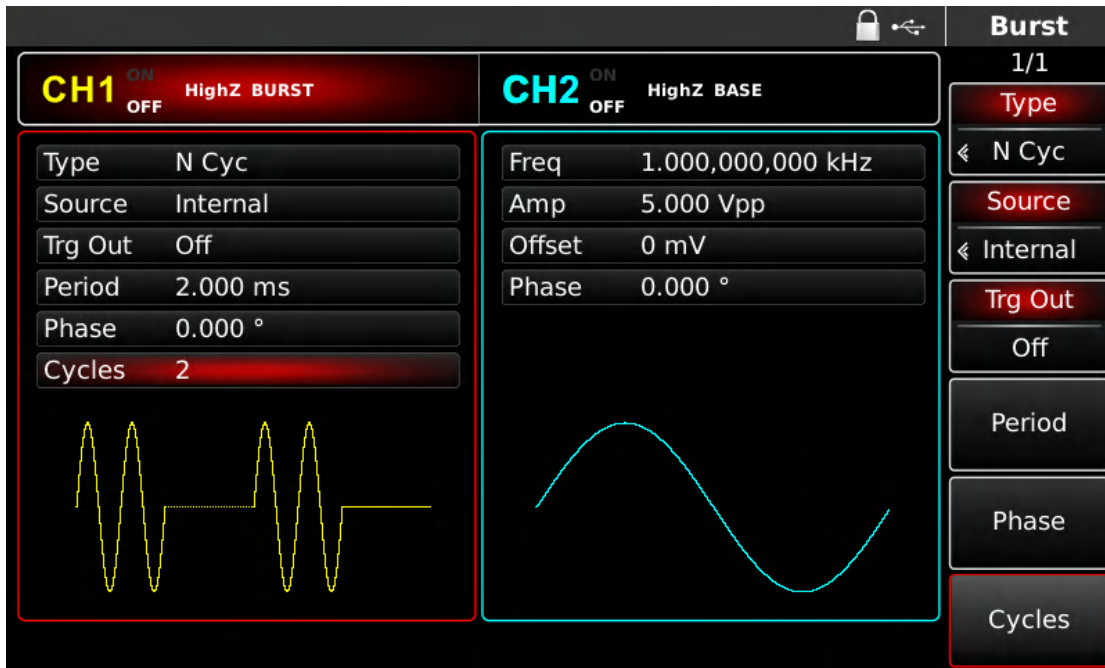 Burst
1/1
CH1 ON OFF HighZ BURST
CH2 ON OFF HighZ BASE
Type N Cyc
Source Internal
Trg Out Off
Period 2.000 ms
Phase 0.000 °
Cycles 2
Freq 1.000,000,000 kHz
Amp 5.000 Vpp
Offset 0 mV
Phase 0.000 °
Type
N Cyc
Source
Internal
Trg Out
Off
Period
Phase
Cycles